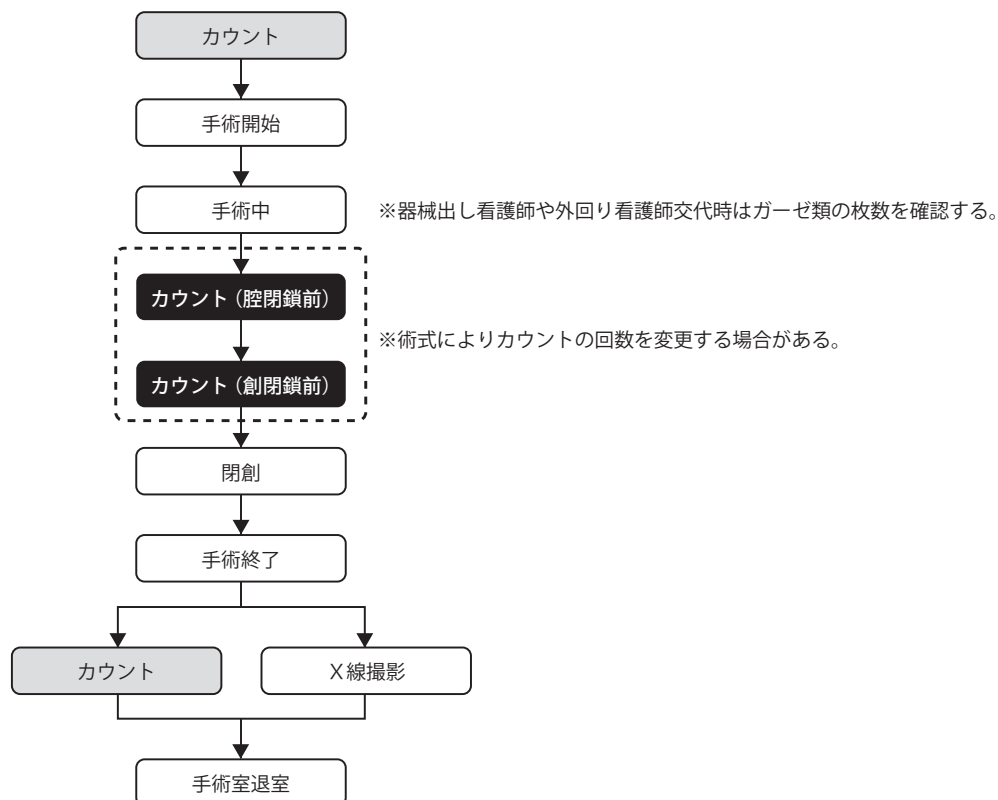 カウント
手術開始
手術中
※器械出し看護師や外回り看護師交代時はガーゼ類の枚数を確認する。
カウント（腔閉鎖前）
※術式によりカウントの回数を変更する場合がある。
カウント（創閉鎖前）
閉創
手術終了
カウント
X線撮影
手術室退室